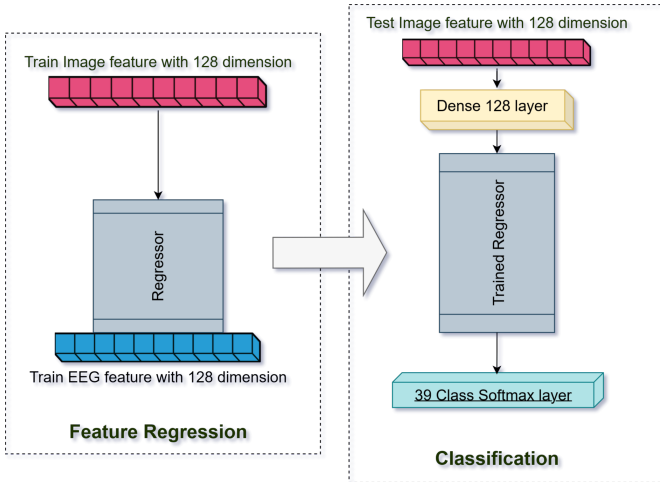 Train Image feature with 128 dimension
Regressor
Train EEG feature with 128 dimension
Feature Regression
Test Image feature with 128 dimension
Dense 128 layer
Trained Regressor
39 Class Softmax layer
Classification